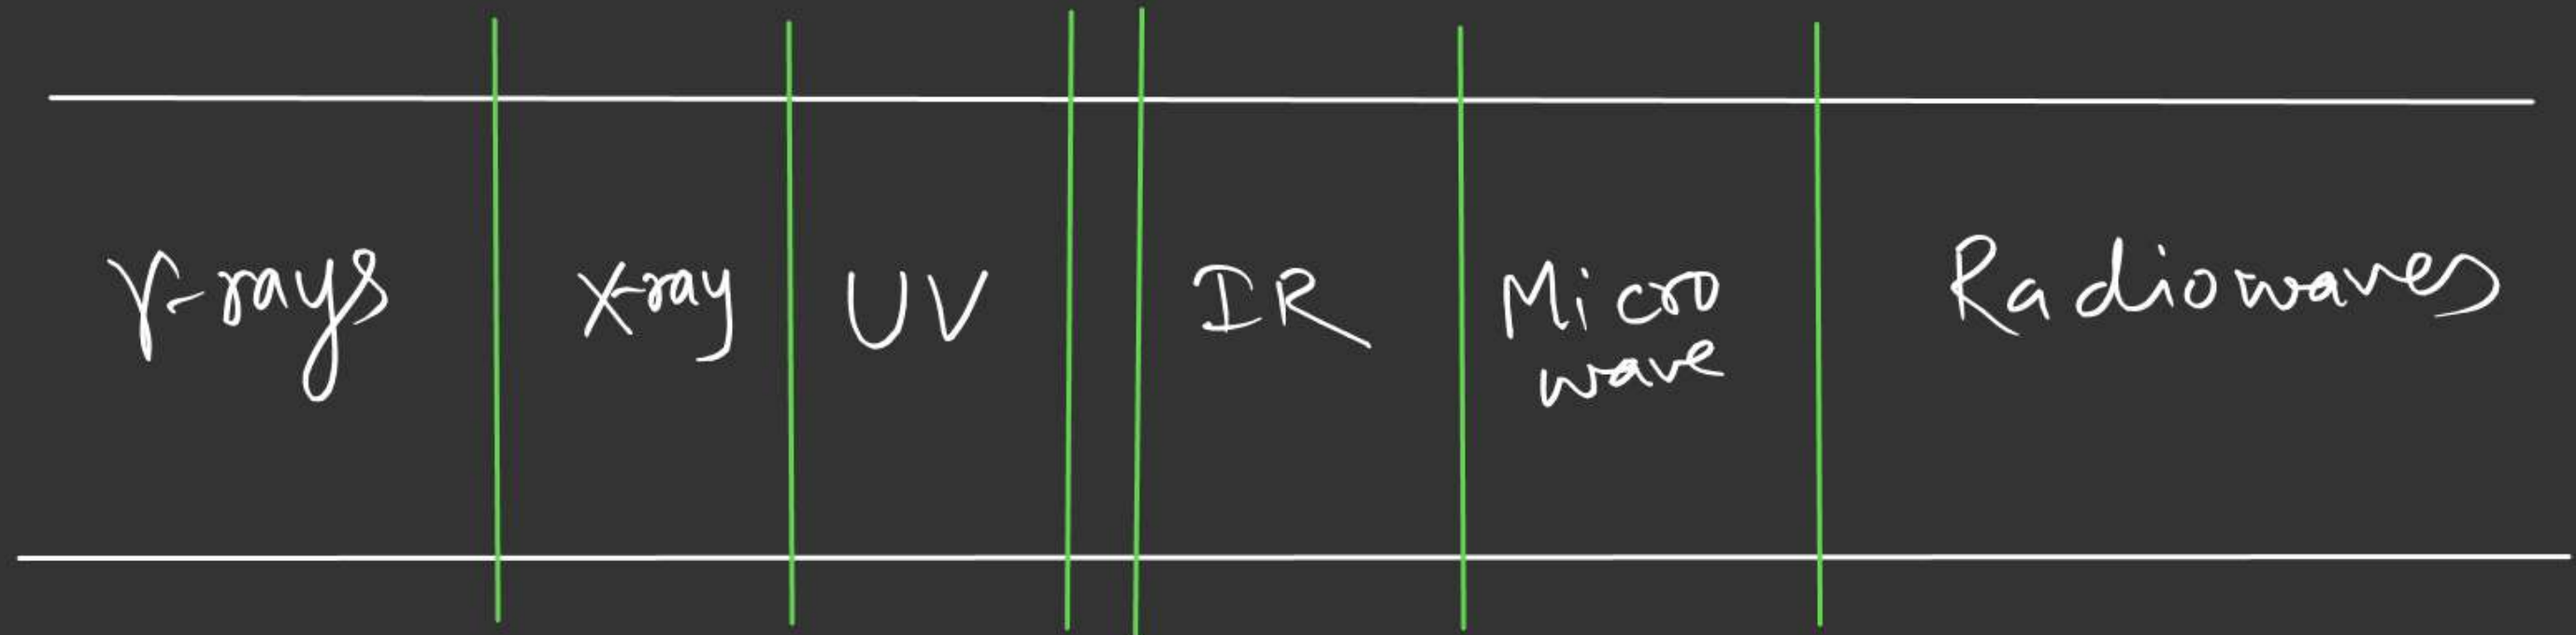 γ-rays
X-ray
UV
IR
Micro
wave
Radiowaves